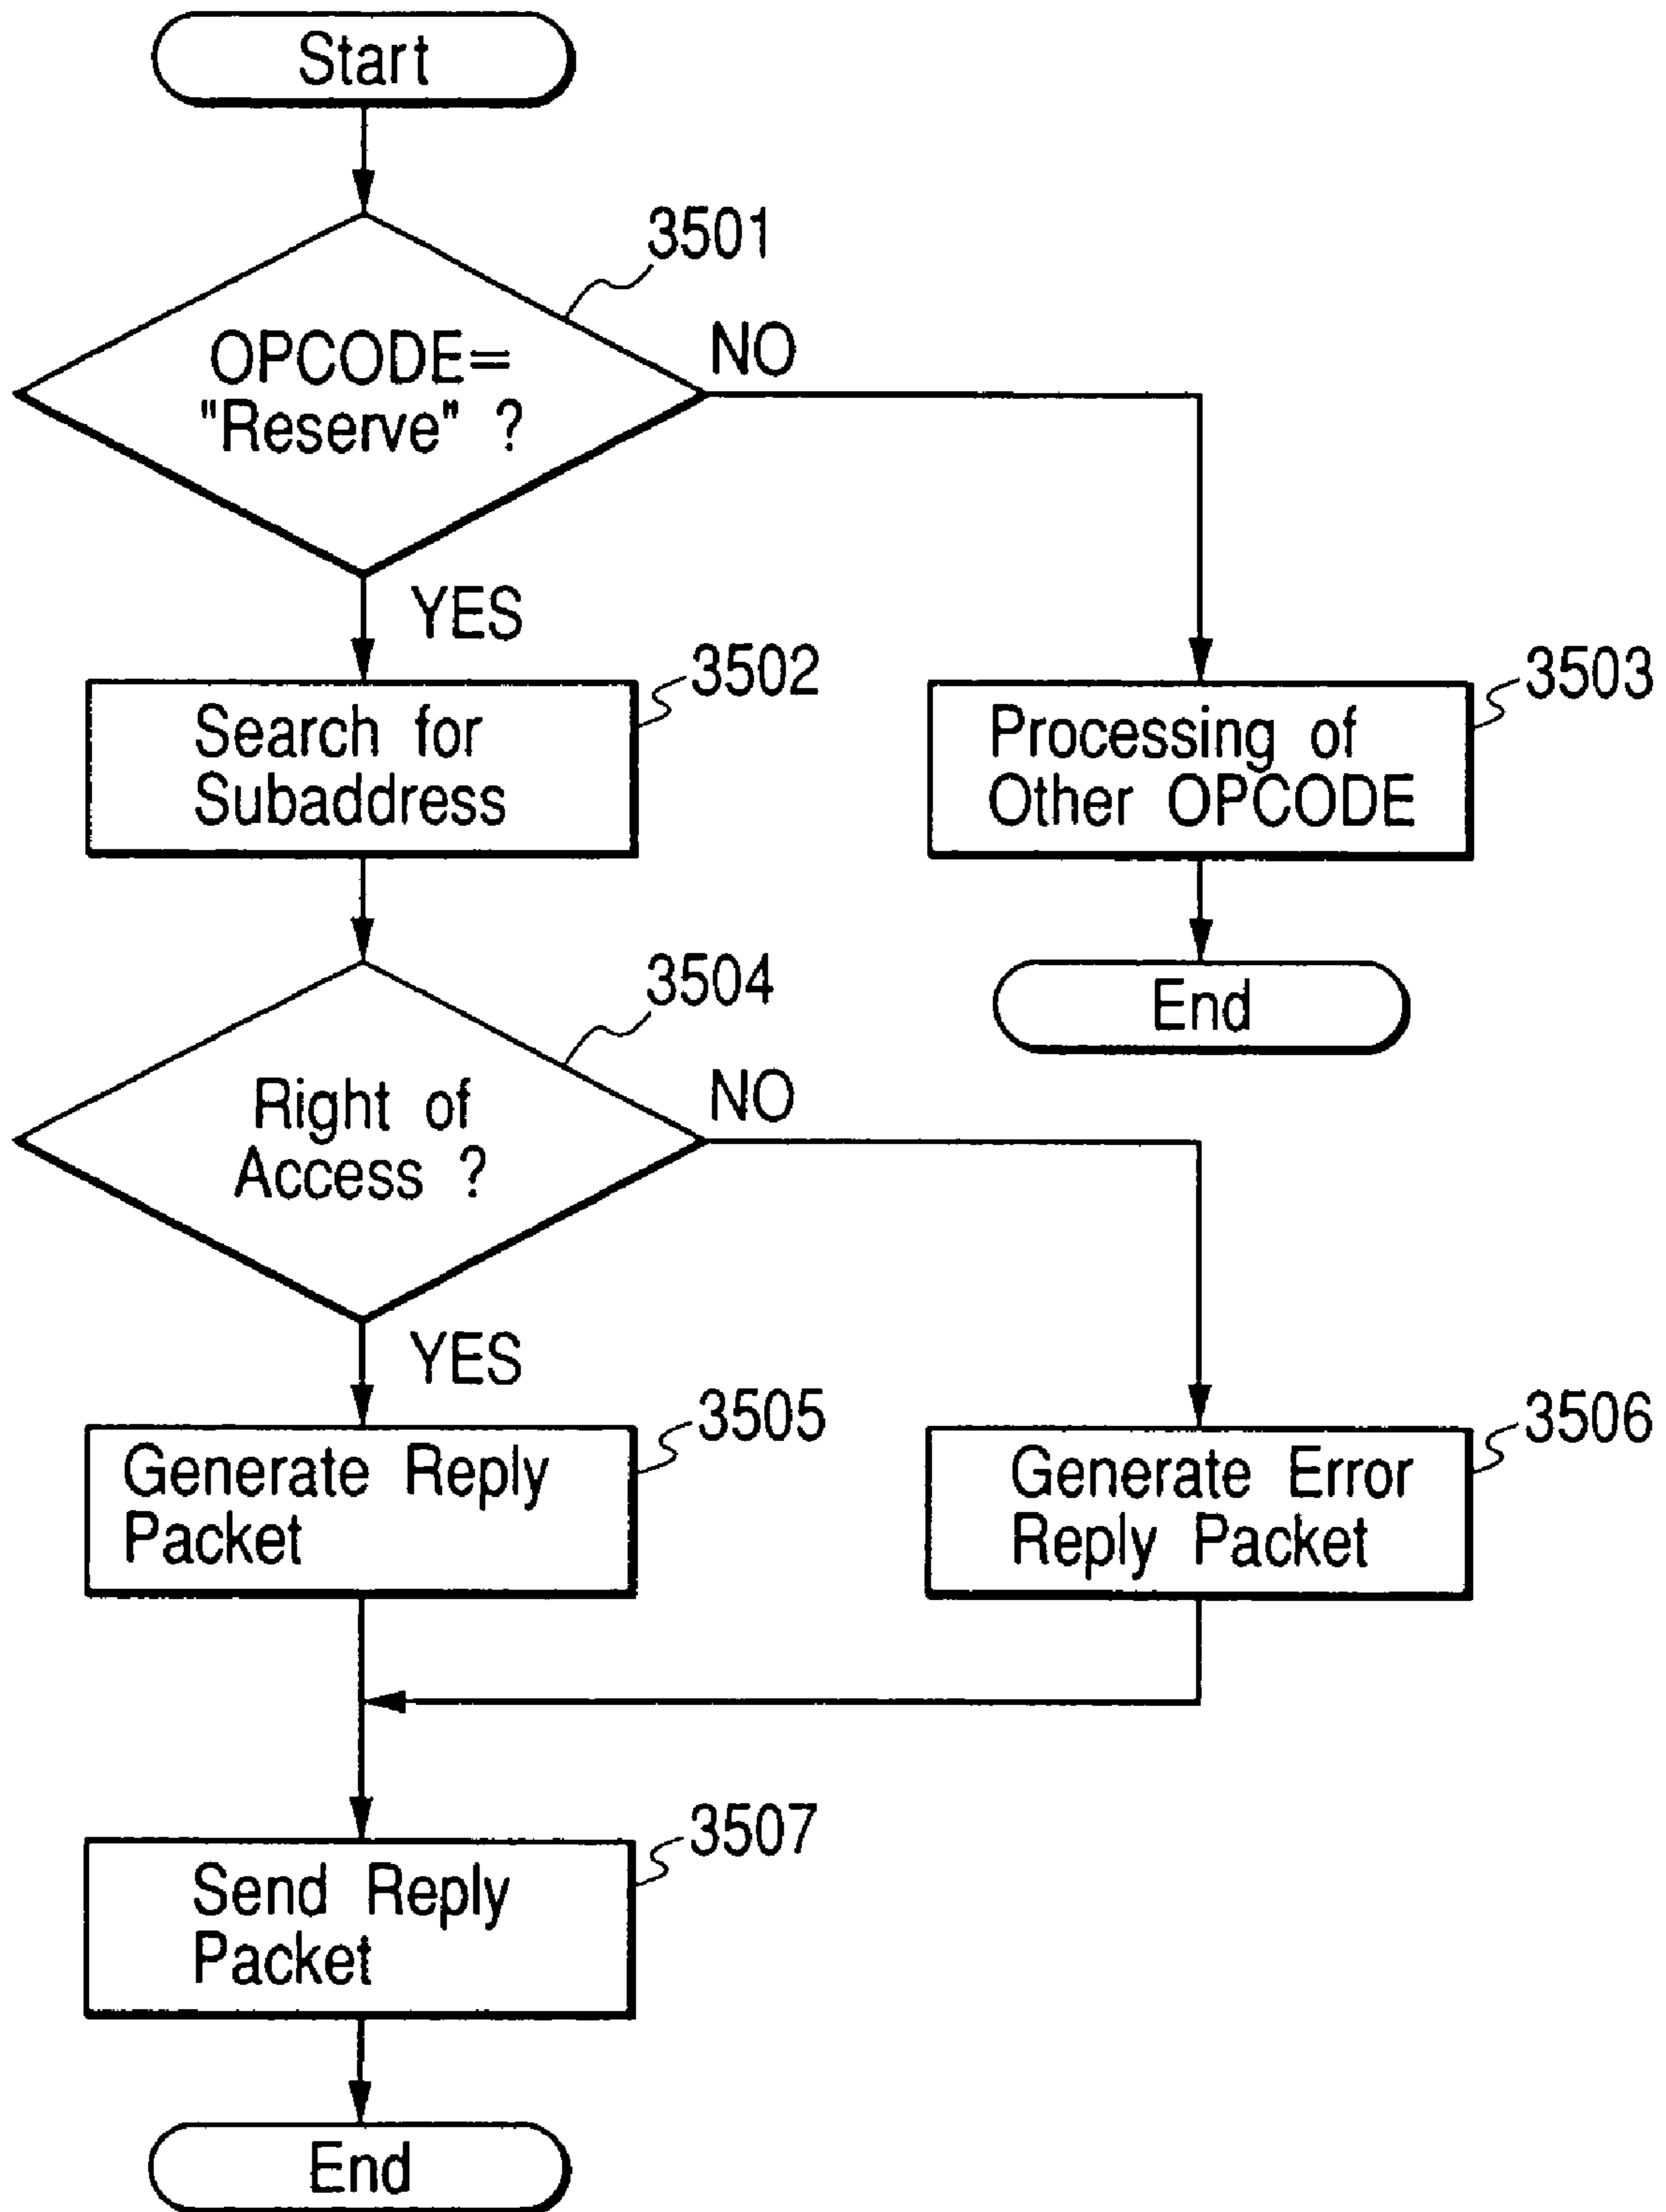 Start
3501
OPCODE=
"Reserve" ?
NO
YES
3502
Search for
Subaddress
3503
Processing of
Other OPCODE
End
3504
Right of
Access ?
NO
YES
3505
Generate Reply
Packet
3506
Generate Error
Reply Packet
3507
Send Reply
Packet
End